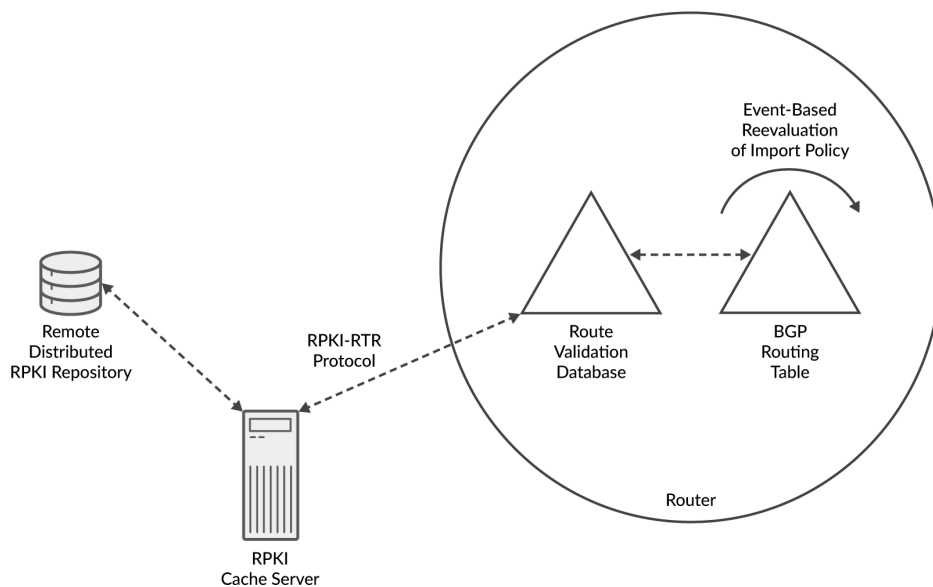 Event-Based
Reevaluation
of Import Policy
Remote
Distributed
RPKI Repository
RPKI-RTR
Protocol
Route
Validation
Database
BGP
Routing
Table
Router
RPKI
Cache Server